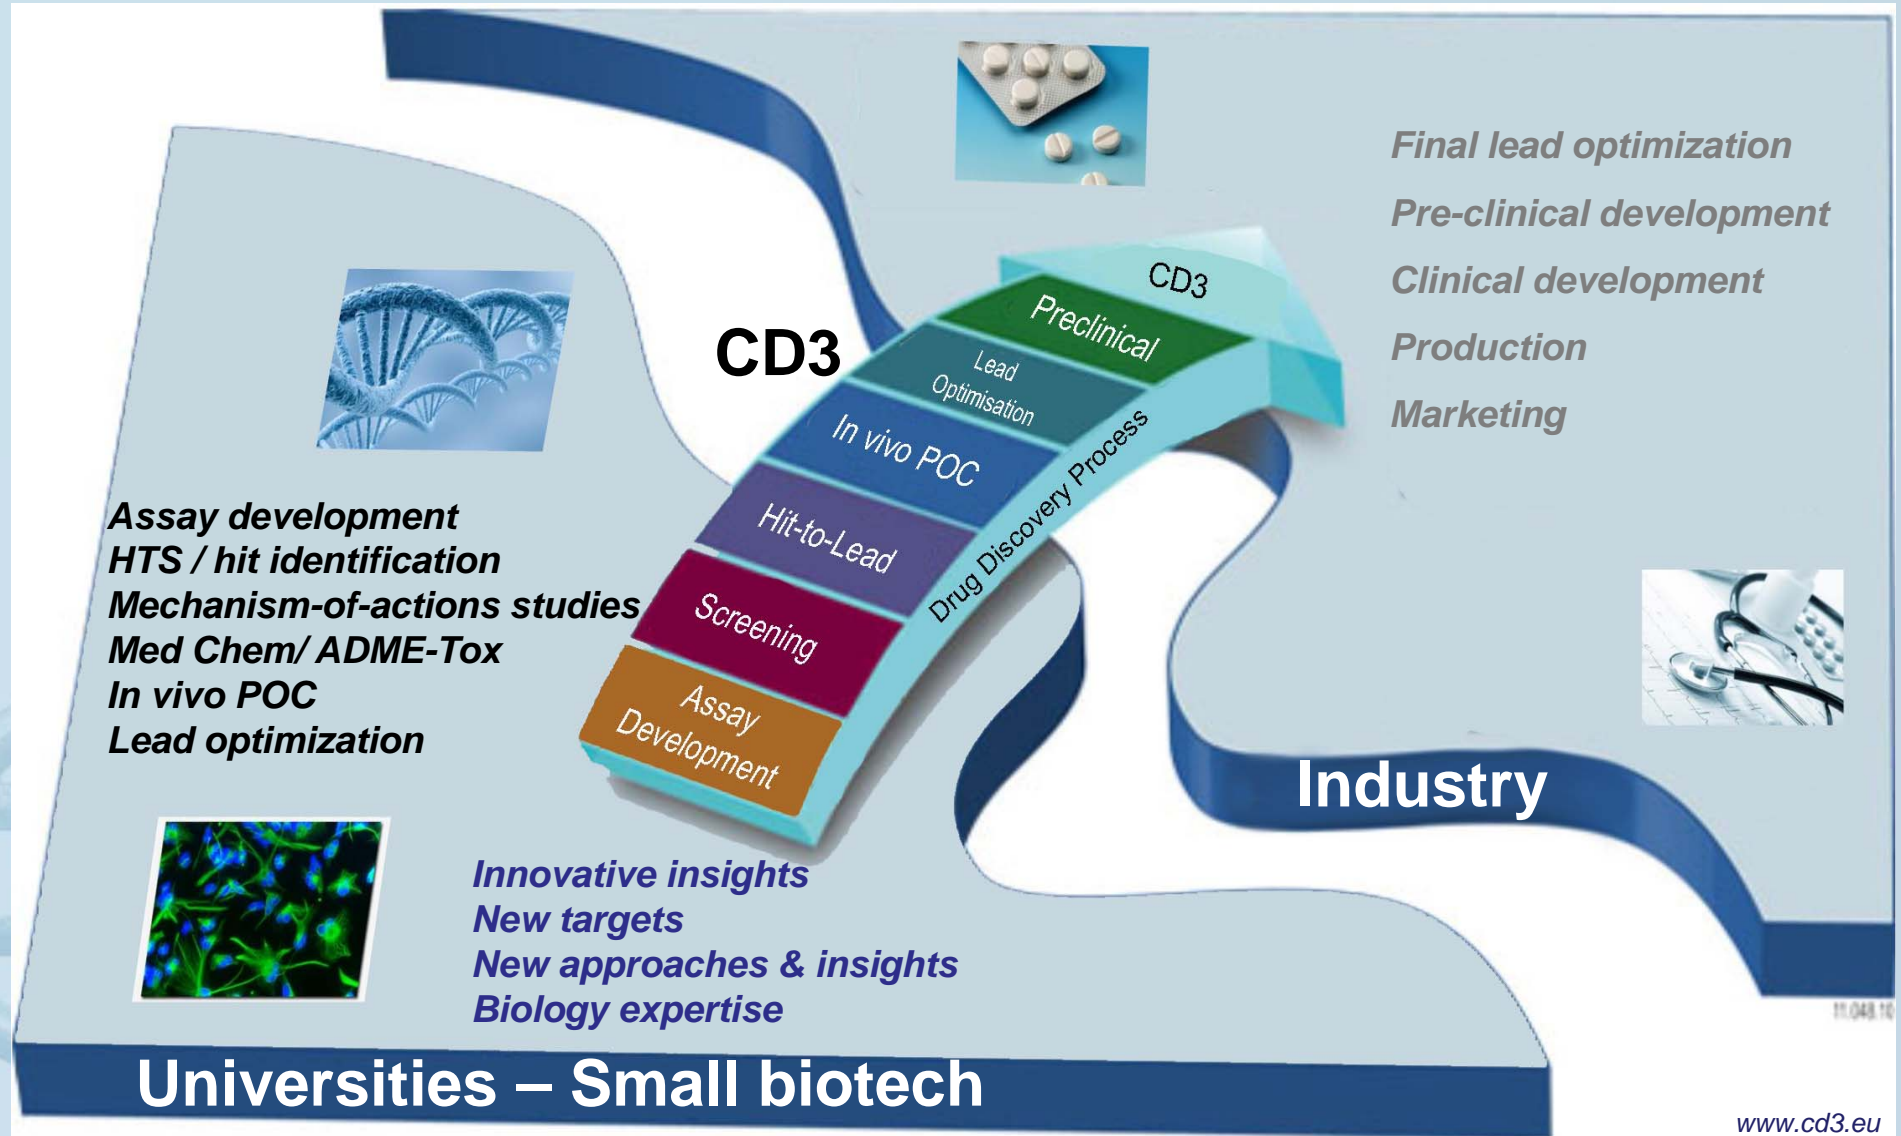 CD3
CD3
Preclinical
Lead
Optimisation
In vivo POC
Hit-to-Lead
Screening
Assay
Development
Drug Discovery Process
Final lead optimization
Pre-clinical development
Clinical development
Production
Marketing
Assay development
HTS / hit identification
Mechanism-of-actions studies
Med Chem/ ADME-Tox
In vivo POC
Lead optimization
Innovative insights
New targets
New approaches & insights
Biology expertise
Industry
Universities – Small biotech
11.048.10
www.cd3.eu